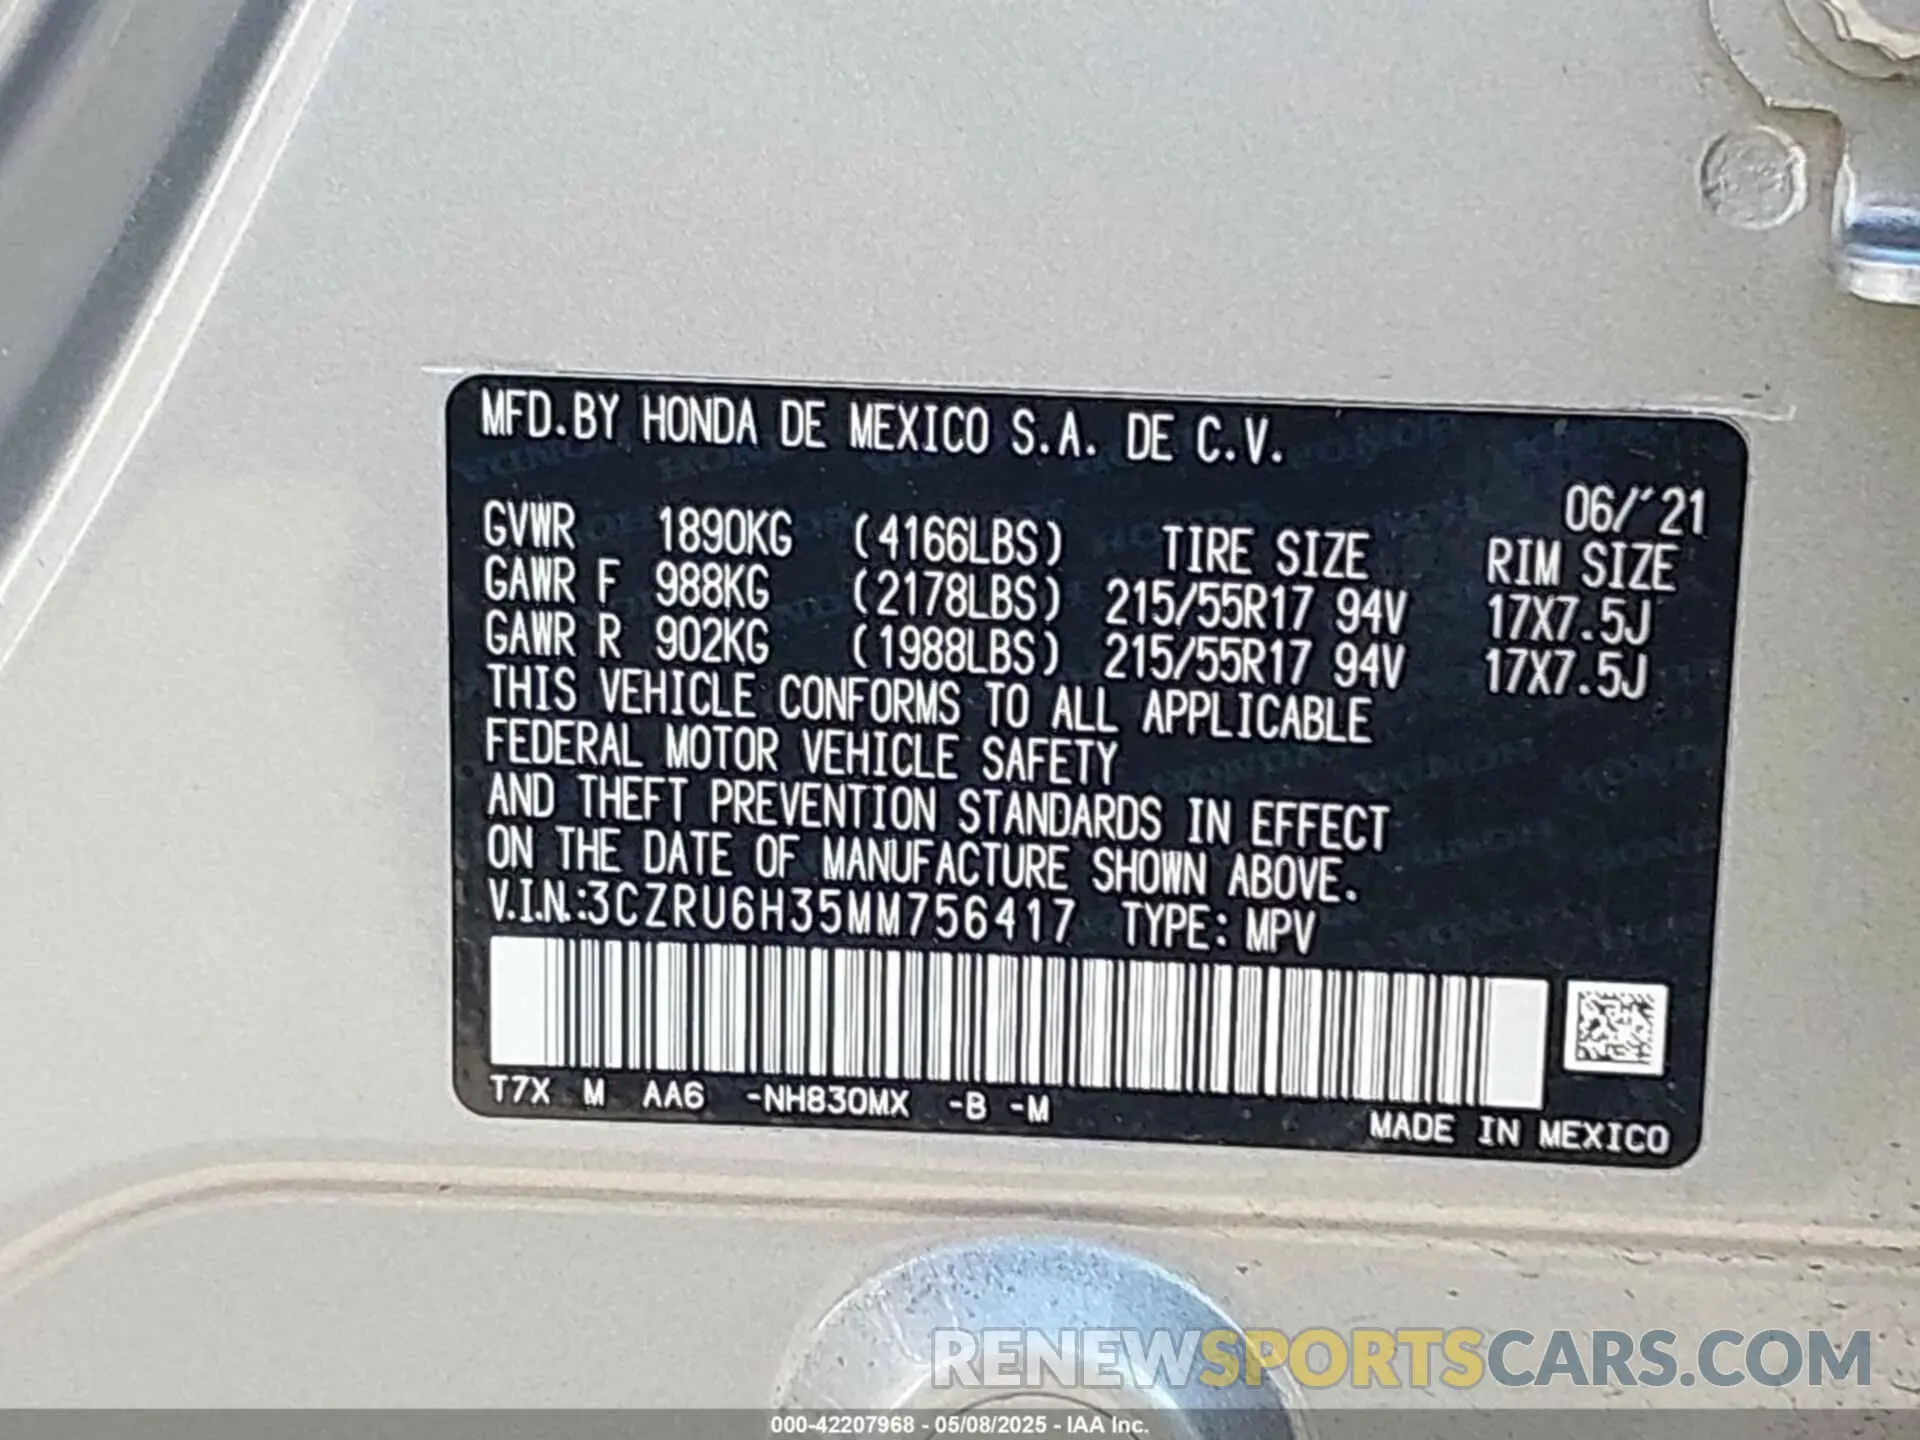 MFD.BY HONDA DE MEXICO S.A. DE C.V.
06/'21
GVWR 1890KG (4166LBS) TIRE SIZE RIM SIZE
GAWR F 988KG (2178LBS) 215/55R17 94V 17X7.5J
GAWR R 902KG (1988LBS) 215/55R17 94V 17X7.5J
THIS VEHICLE CONFORMS TO ALL APPLICABLE
FEDERAL MOTOR VEHICLE SAFETY
AND THEFT PREVENTION STANDARDS IN EFFECT
ON THE DATE OF MANUFACTURE SHOWN ABOVE.
V.I.N.:3CZRU6H35MM756417 TYPE: MPV
T7X M AA6 -NH830MX -B -M
MADE IN MEXICO
RENEWSPORTSCARS.COM
000-42207968 - 05/08/2025 - IAA Inc.